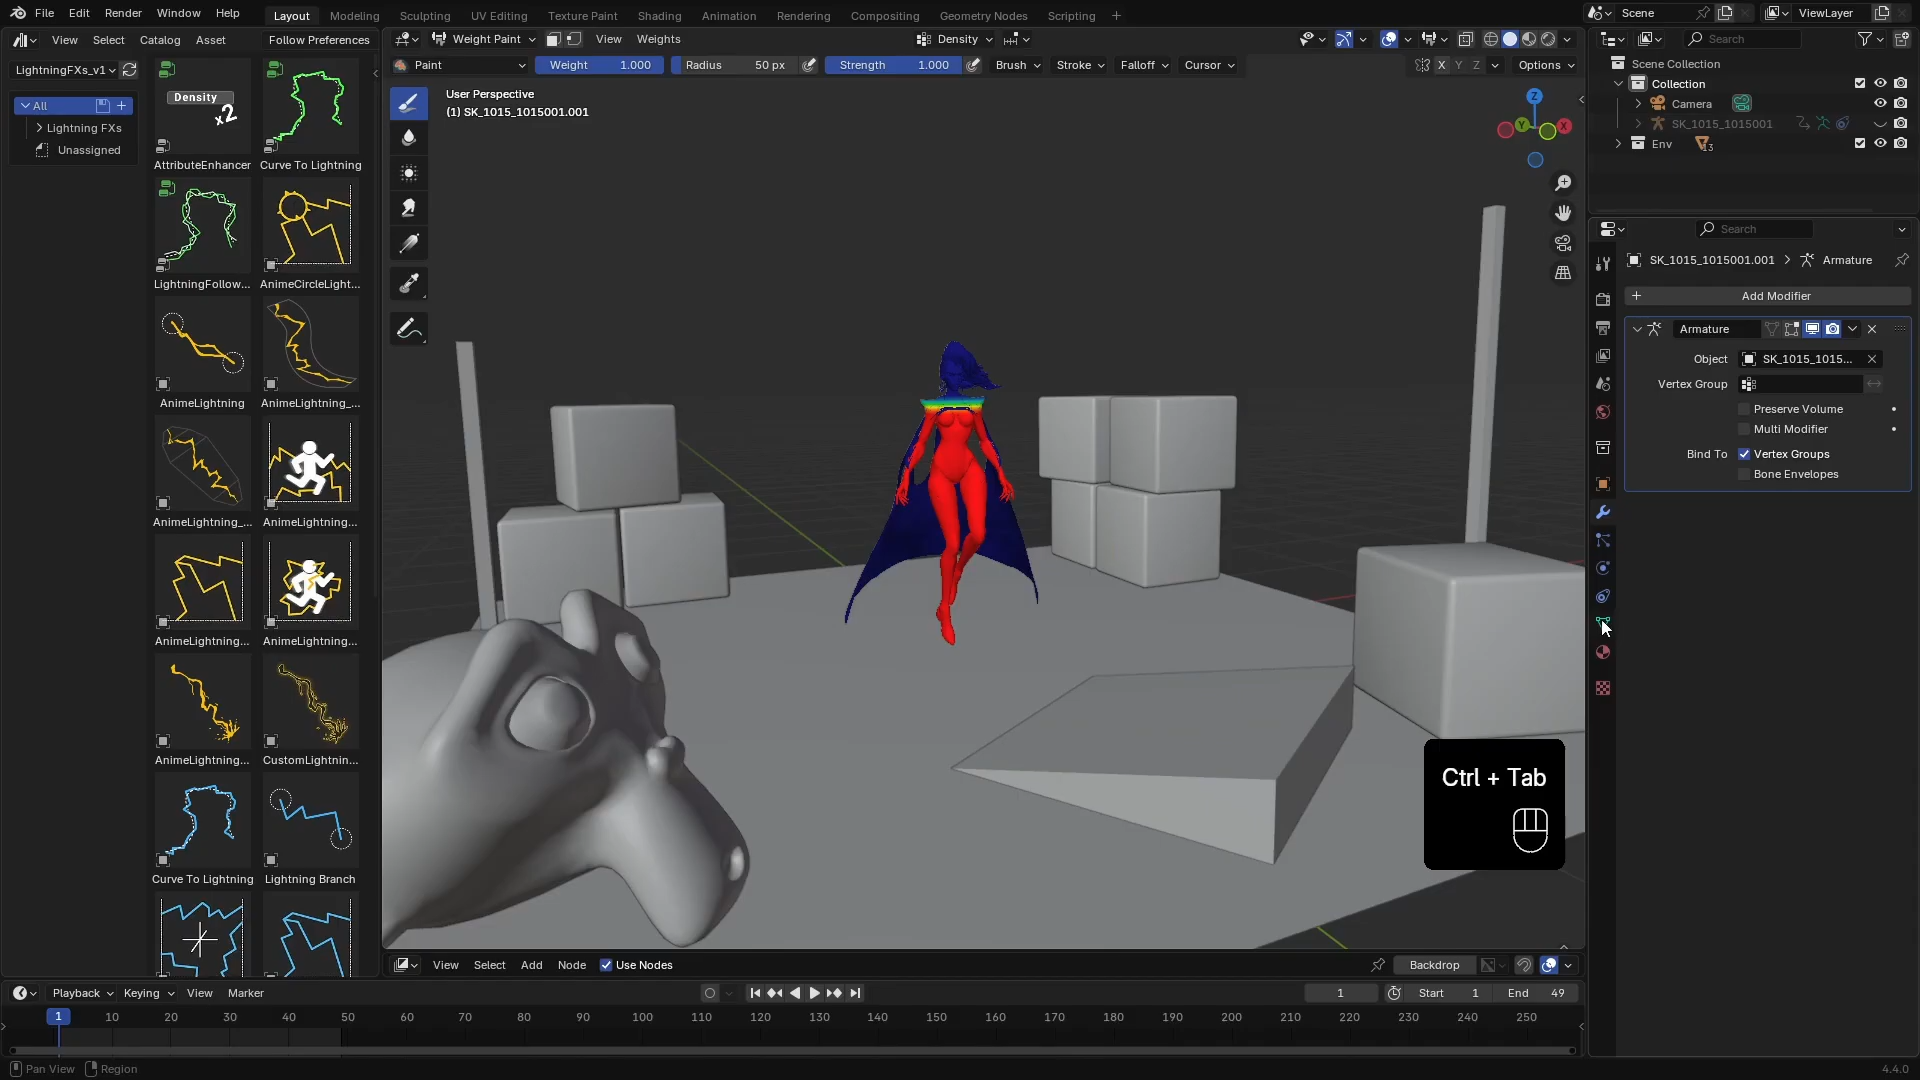 File Edit Render Window Help Layout Modeling Sculpting UV Editing Texture Paint Shading Animation Rendering Compositing Geometry Nodes Scripting + Scene ViewLayer
View Select Catalog Asset Follow Preferences Weight Paint View Weights Density Search
LightningFXs_v1 Paint Weight 1.000 Radius 50 px Strength 1.000 Brush Stroke Falloff Cursor X Y Z Options
Scene Collection
Collection
Camera
SK_1015_1015001
Env 13
All
Lightning FXs
Unassigned
Density
x2
AttributeEnhancer Curve To Lightning
LightningFollow... AnimeCircleLight...
AnimeLightning AnimeLightning_...
AnimeLightning_... AnimeLightning...
AnimeLightning... AnimeLightning...
AnimeLightning... CustomLightnin...
Curve To Lightning Lightning Branch
User Perspective
(1) SK_1015_1015001.001
Z
Y
X
Ctrl + Tab
Search
SK_1015_1015001.001 Armature
Add Modifier
Armature
Object SK_1015_1015...
Vertex Group
Preserve Volume
Multi Modifier
Bind To Vertex Groups
Bone Envelopes
View Select Add Node Use Nodes Backdrop
Playback Keying View Marker 1 Start 1 End 49
1 10 20 30 40 50 60 70 80 90 100 110 120 130 140 150 160 170 180 190 200 210 220 230 240 250
Pan View Region 4.4.0